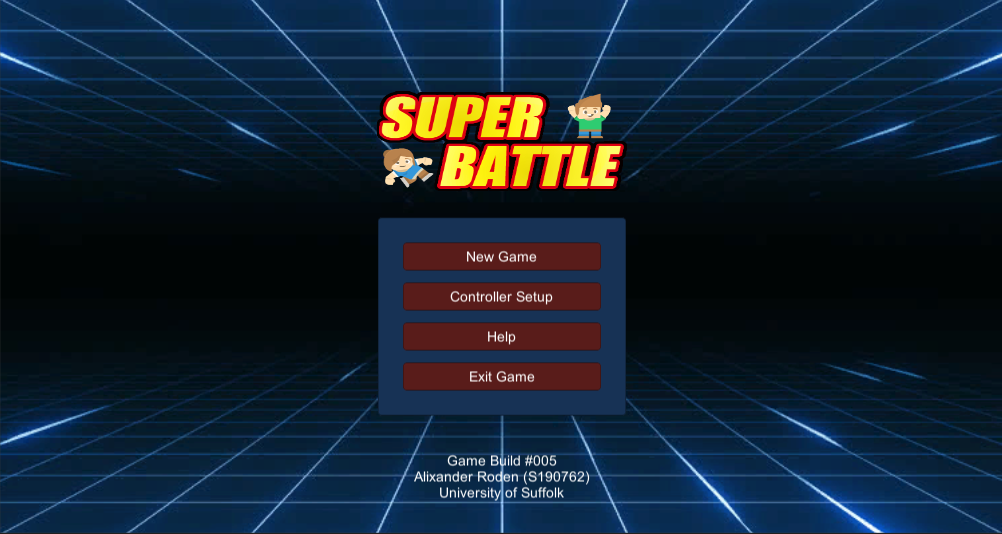 SUPER
BATTLE
New Game
Controller Setup
Help
Exit Game
Game Build #005
Alixander Roden (S190762)
University of Suffolk